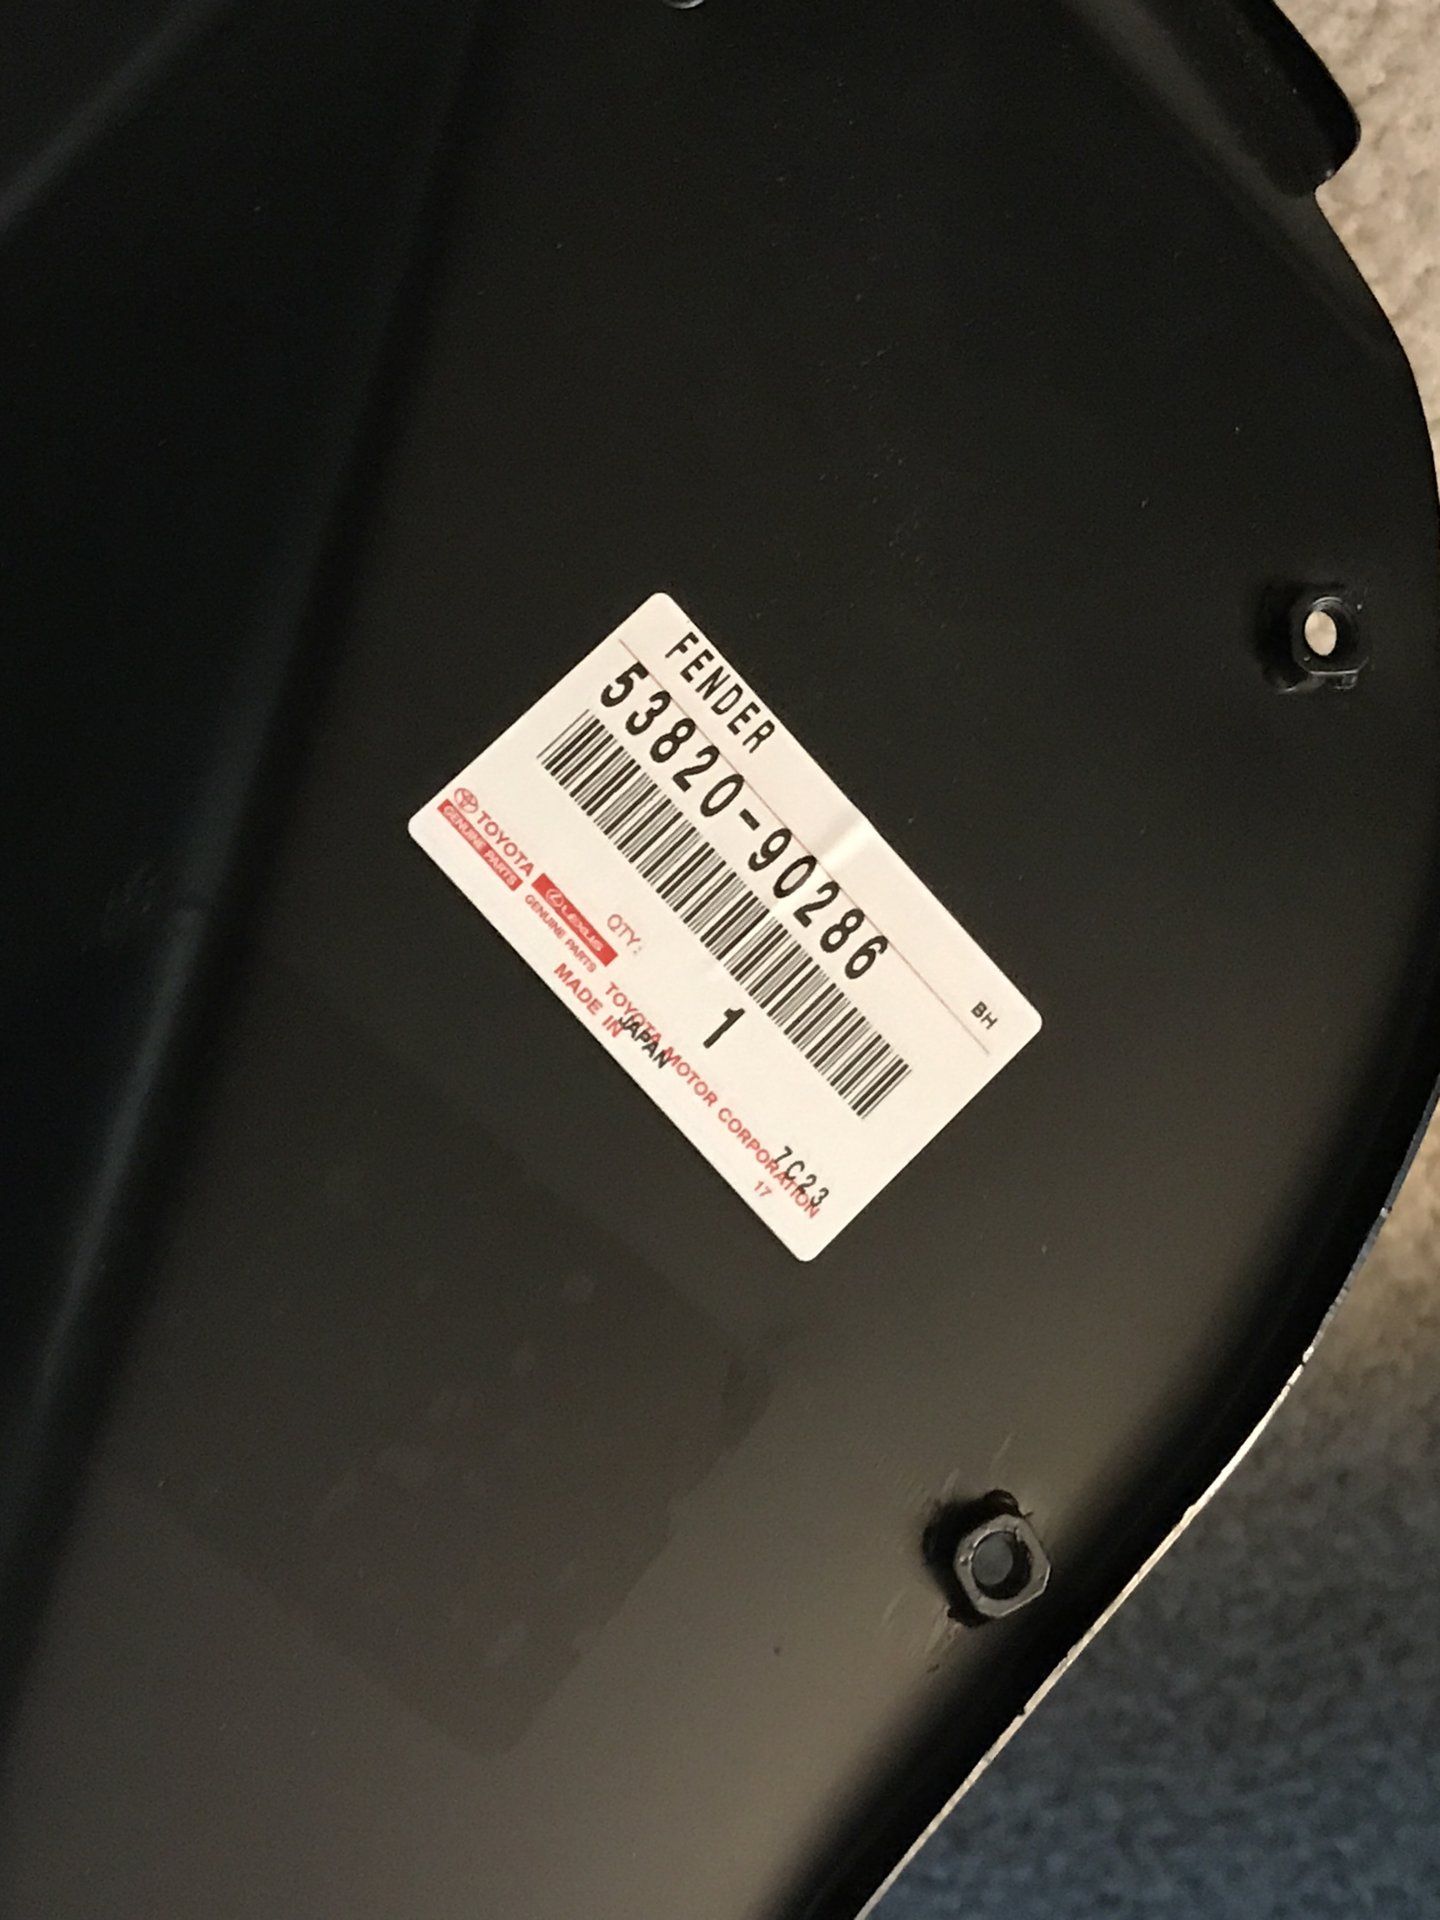 FENDER
53820-90286
BH
TOYOTA
GENUINE PARTS
LEXUS
GENUINE PARTS
QTY:
1
TOYOTA MOTOR CORPORATION
MADE IN JAPAN
7C23
17